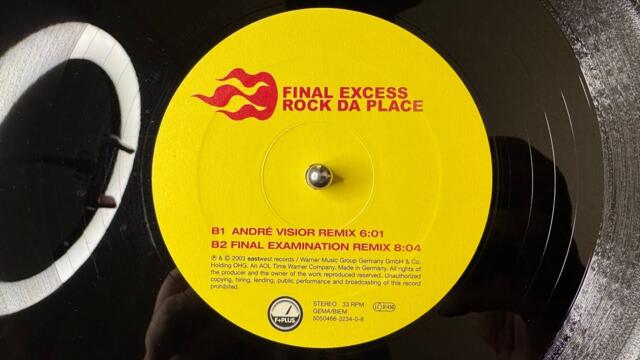 FINAL EXCESS
ROCK DA PLACE
B1 ANDRÉ VISIOR REMIX 6:01
B2 FINAL EXAMINATION REMIX 8:04
℗ & © 2003 eastwest records / Warner Music Group Germany GmbH & Co.
Holding OHG. An AOL Time Warner Company. Made in Germany. All rights of
the producer and the owner of the work reproduced reserved. Unauthorized
copying, hiring, lending, public performance and broadcasting of this record
prohibited.
F+PLUS
STEREO 33 RPM
GEMA/BIEM
5050466-3234-0-8